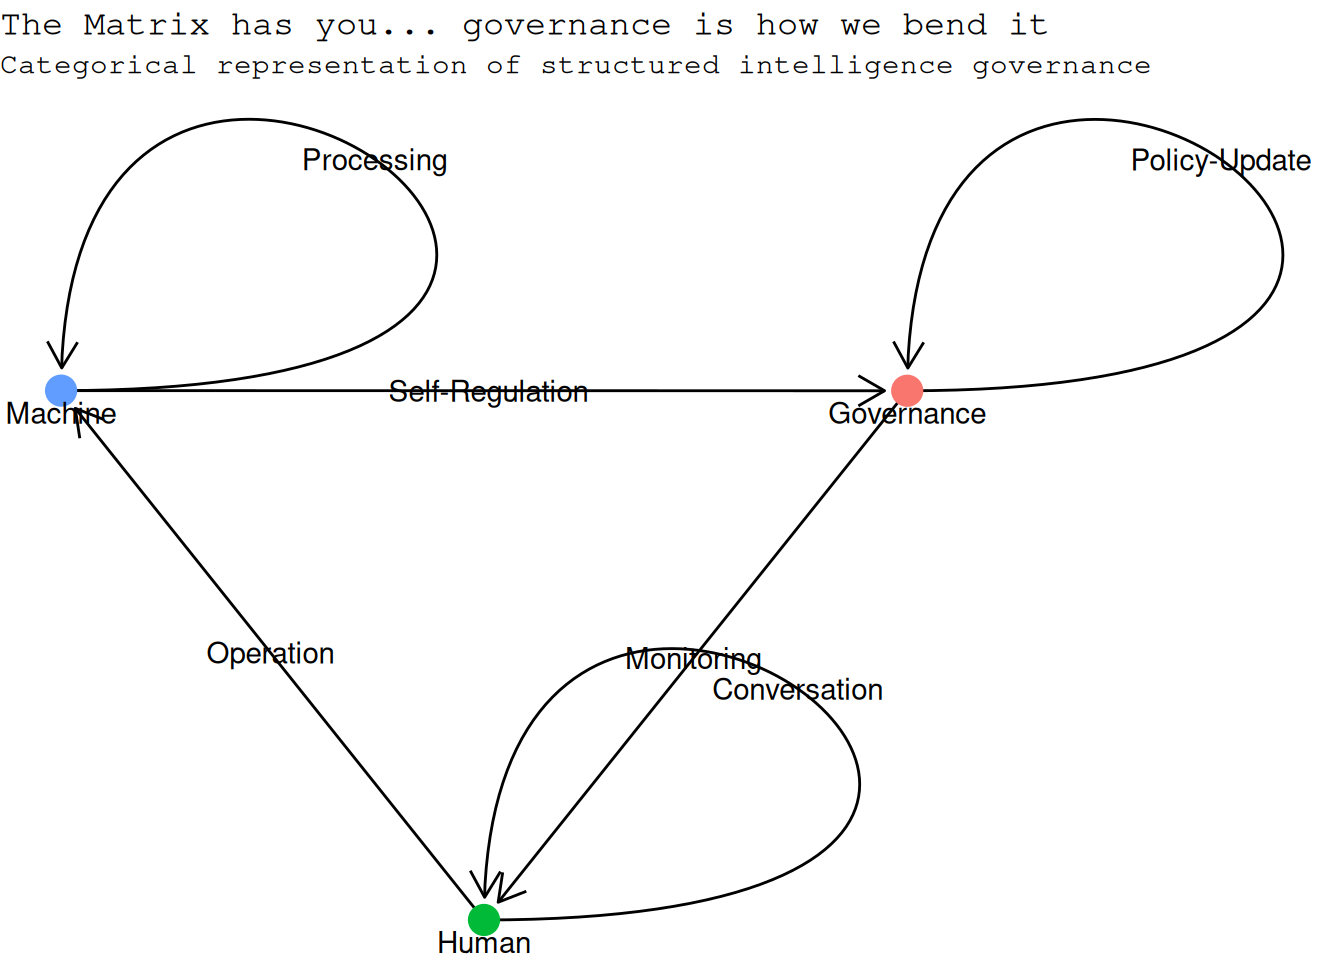 The Matrix has you... governance is how we bend it
Categorical representation of structured intelligence governance
Processing
Policy-Update
Self-Regulation
Machine
Governance
Operation
Monitoring
Conversation
Human